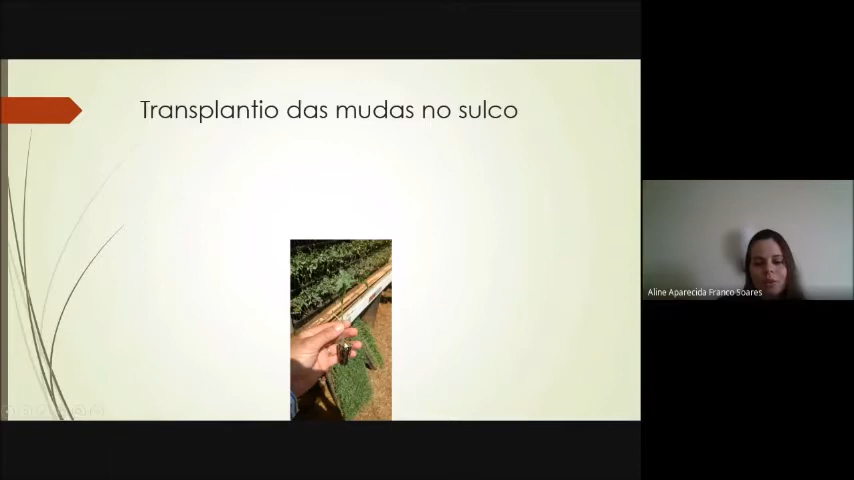 Transplantio das mudas no sulco
Aline Aparecida Franco Soares